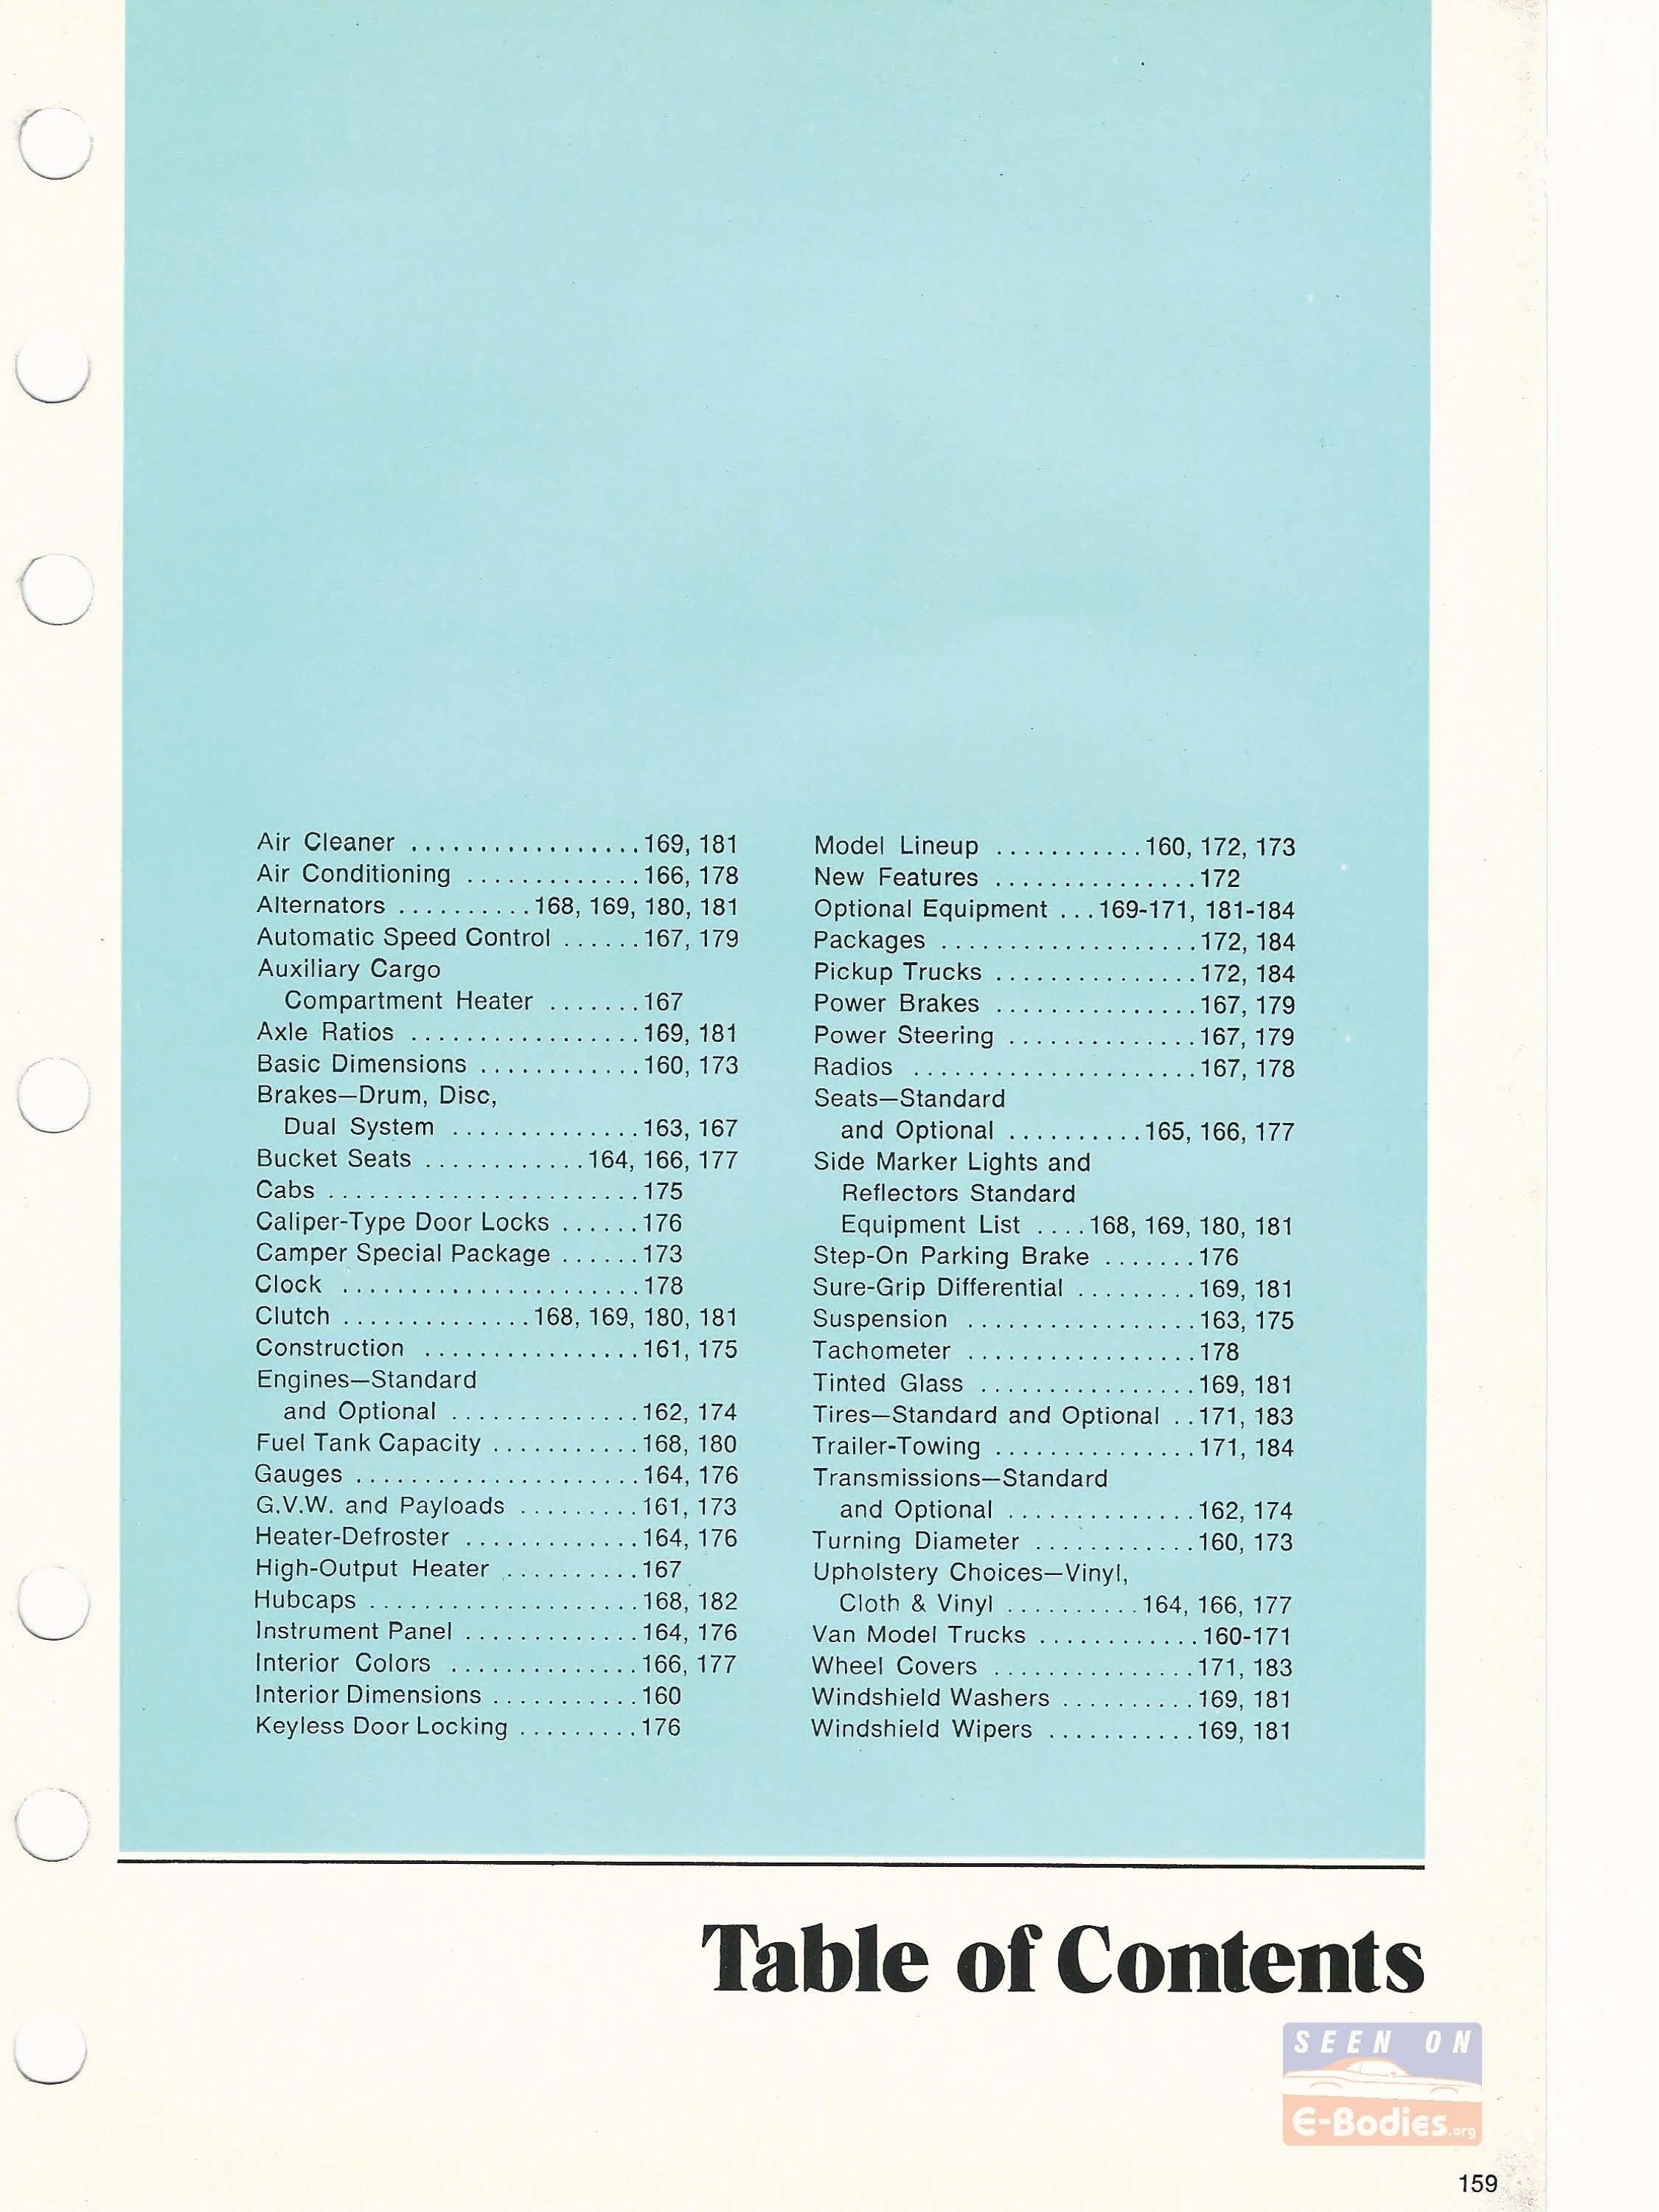 Air Cleaner .................169, 181
Air Conditioning .............166, 178
Alternators ..........168, 169, 180, 181
Automatic Speed Control ......167, 179
Auxiliary Cargo
Compartment Heater .......167
Axle Ratios .................169, 181
Basic Dimensions ............160, 173
Brakes—Drum, Disc,
Dual System ..............163, 167
Bucket Seats ............164, 166, 177
Cabs .......................175
Caliper-Type Door Locks ......176
Camper Special Package ......173
Clock ......................178
Clutch ..............168, 169, 180, 181
Construction ................161, 175
Engines—Standard
and Optional ..............162, 174
Fuel Tank Capacity ...........168, 180
Gauges .....................164, 176
G.V.W. and Payloads .........161, 173
Heater-Defroster .............164, 176
High-Output Heater ..........167
Hubcaps ....................168, 182
Instrument Panel .............164, 176
Interior Colors ..............166, 177
Interior Dimensions ...........160
Keyless Door Locking .........176
Model Lineup ...........160, 172, 173
New Features ...............172
Optional Equipment ...169-171, 181-184
Packages ...................172, 184
Pickup Trucks ...............172, 184
Power Brakes ...............167, 179
Power Steering ..............167, 179
Radios .....................167, 178
Seats—Standard
and Optional ..........165, 166, 177
Side Marker Lights and
Reflectors Standard
Equipment List ....168, 169, 180, 181
Step-On Parking Brake .......176
Sure-Grip Differential .........169, 181
Suspension .................163, 175
Tachometer .................178
Tinted Glass ................169, 181
Tires—Standard and Optional ..171, 183
Trailer-Towing ...............171, 184
Transmissions—Standard
and Optional ..............162, 174
Turning Diameter ............160, 173
Upholstery Choices—Vinyl,
Cloth & Vinyl ..........164, 166, 177
Van Model Trucks ............160-171
Wheel Covers ...............171, 183
Windshield Washers ..........169, 181
Windshield Wipers ...........169, 181
Table of Contents
SEEN ON
E-Bodies.org
159